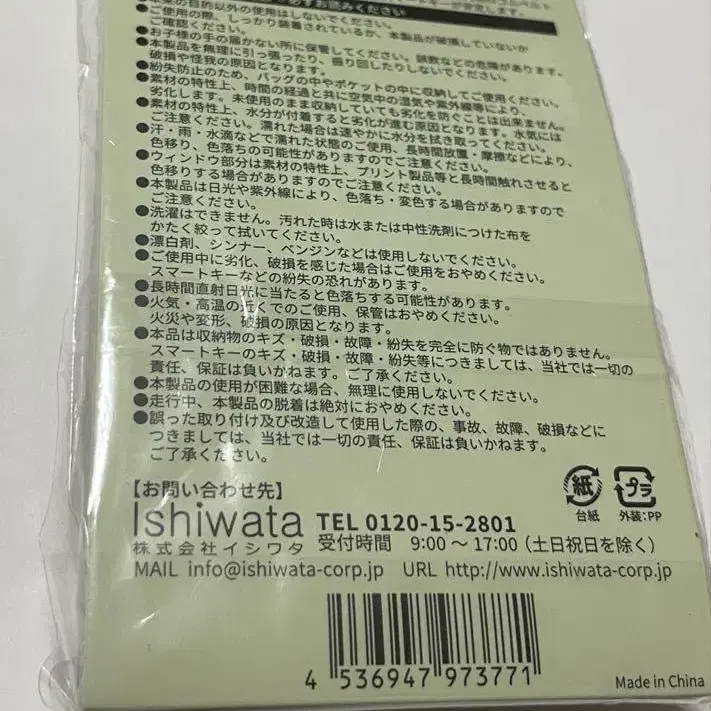 必ずお読みください
本来の目的以外の使用はしないでください。
●ご使用の際、しっかり装着されているか、本製品が破損していないか
ご確認ください。
●お子様の手の届かない所に保管してください。誤飲などの危険があります。
●本製品を無理に引っ張ったり、振り回したりしないでください。
破損や怪我の原因となります。
●紛失防止のため、バッグの中やポケットの中に収納してご使用ください。
●素材の特性上、時間の経過と共に空気中の湿気や紫外線等により、
劣化します。未使用のまま収納していても劣化を防ぐことは出来ません。
●素材の特性上、水分が付着すると劣化が進む原因となります。水気には
ご注意ください。濡れた場合は速やかに水分を拭き取ってください。
●汗・雨・水滴などで濡れた状態のご使用、長時間放置・摩擦などにより、
色移り、色落ちの可能性がありますのでご注意ください。
●ウィンドウ部分は素材の特性上、プリント製品等と長時間触れさせると
色移りする場合がありますのでご注意ください。
●本製品は日光や紫外線により、色落ち・変色する場合がありますので
ご注意ください。
●洗濯はできません。汚れた時は水または中性洗剤につけた布を
かたく絞って拭いてください。
●漂白剤、シンナー、ベンジンなどは使用しないでください。
●ご使用中に劣化、破損を感じた場合はご使用をおやめください。
スマートキーなどの紛失の恐れがあります。
●長時間直射日光に当たると色落ちする可能性があります。
●火気・高温の近くでのご使用、保管はおやめください。
火災や変形、破損の原因となります。
●本品は収納物のキズ・破損・故障・紛失を完全に防ぐ物ではありません。
スマートキーのキズ・破損・故障・紛失等につきましては、当社では一切の
責任、保証は負いかねます。ご了承ください。
●本製品の使用が困難な場合、無理に使用しないでください。
●走行中、本製品の脱着は絶対におやめください。
●誤った取り付け及び改造して使用した際の、事故、故障、破損などに
つきましては、当社では一切の責任、保証は負いかねます。
ご了承ください。
【お問い合わせ先】
Ishiwata TEL 0120-15-2801
株式会社イシワタ 受付時間 9:00～17:00（土日祝日を除く）
MAIL info@ishiwata-corp.jp URL http://www.ishiwata-corp.jp
紙 プラ
台紙 外装:PP
4 536947 973771
Made in China